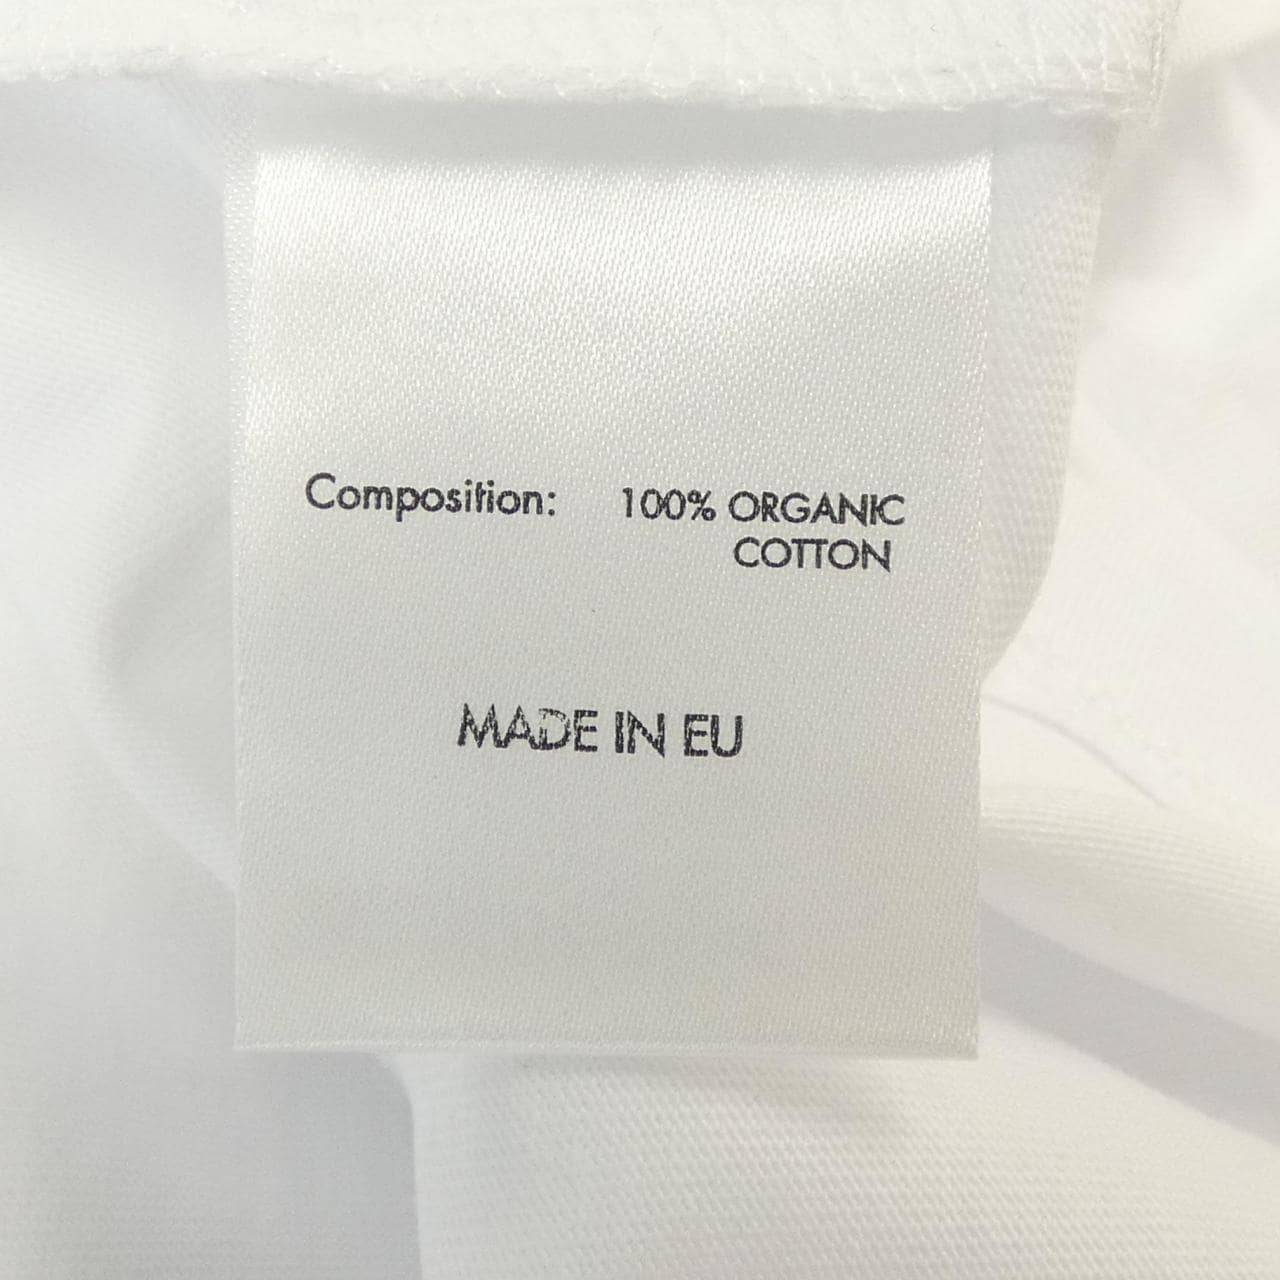 Composition: 100% ORGANIC
COTTON
MADE IN EU